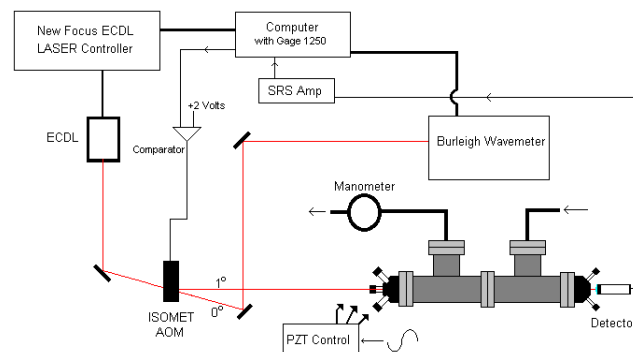 New Focus ECDL
LASER Controller
Computer
with Gage 1250
SRS Amp
+2 Volts
Comparator
ECDL
Burleigh Wavemeter
Manometer
1°
0°
ISOMET
AOM
PZT Control
Detecto